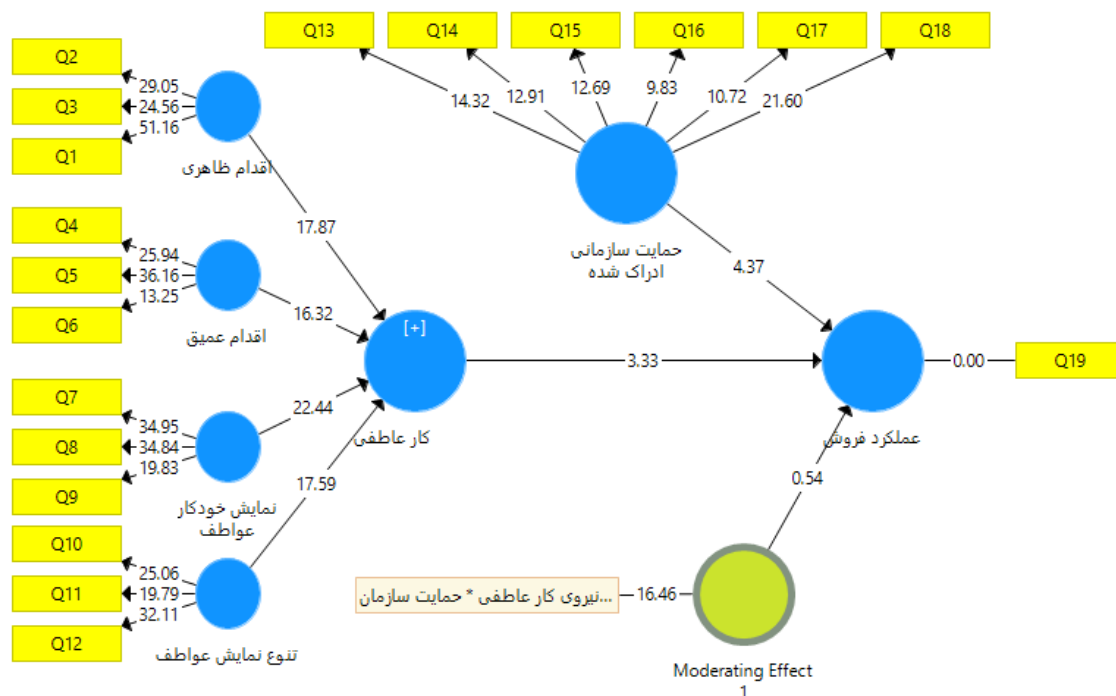 Q13
Q14
Q15
Q16
Q17
Q18
14.32
12.91
12.69
9.83
10.72
21.60
Q2
Q3
Q1
29.05
24.56
51.16
اقدام ظاهری
17.87
حمایت سازمانی
ادراک شده
4.37
Q4
Q5
Q6
25.94
36.16
13.25
اقدام عمیق
16.32
[+]
کار عاطفی
3.33
عملکرد فروش
0.00
Q19
Q7
Q8
Q9
34.95
34.84
19.83
نمایش خودکار
عواطف
22.44
Q10
Q11
Q12
25.06
19.79
32.11
تنوع نمایش عواطف
17.59
0.54
نیروی کار عاطفی * حمایت سازمان...
16.46
Moderating Effect
1